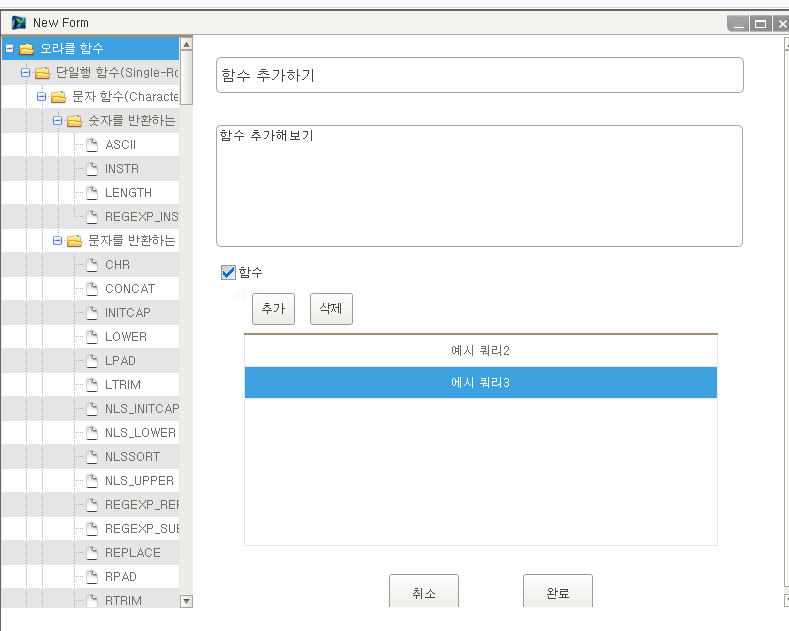 New Form
오라클 함수
단일행 함수(Single-Ro
문자 함수(Characte
숫자를 반환하는
ASCII
INSTR
LENGTH
REGEXP_INS
문자를 반환하는
CHR
CONCAT
INITCAP
LOWER
LPAD
LTRIM
NLS_INITCAP
NLS_LOWER
NLSSORT
NLS_UPPER
REGEXP_REP
REGEXP_SUB
REPLACE
RPAD
RTRIM
함수 추가하기
함수 추가해보기
함수
추가 삭제
예시 쿼리2
에시 쿼리3
취소 완료